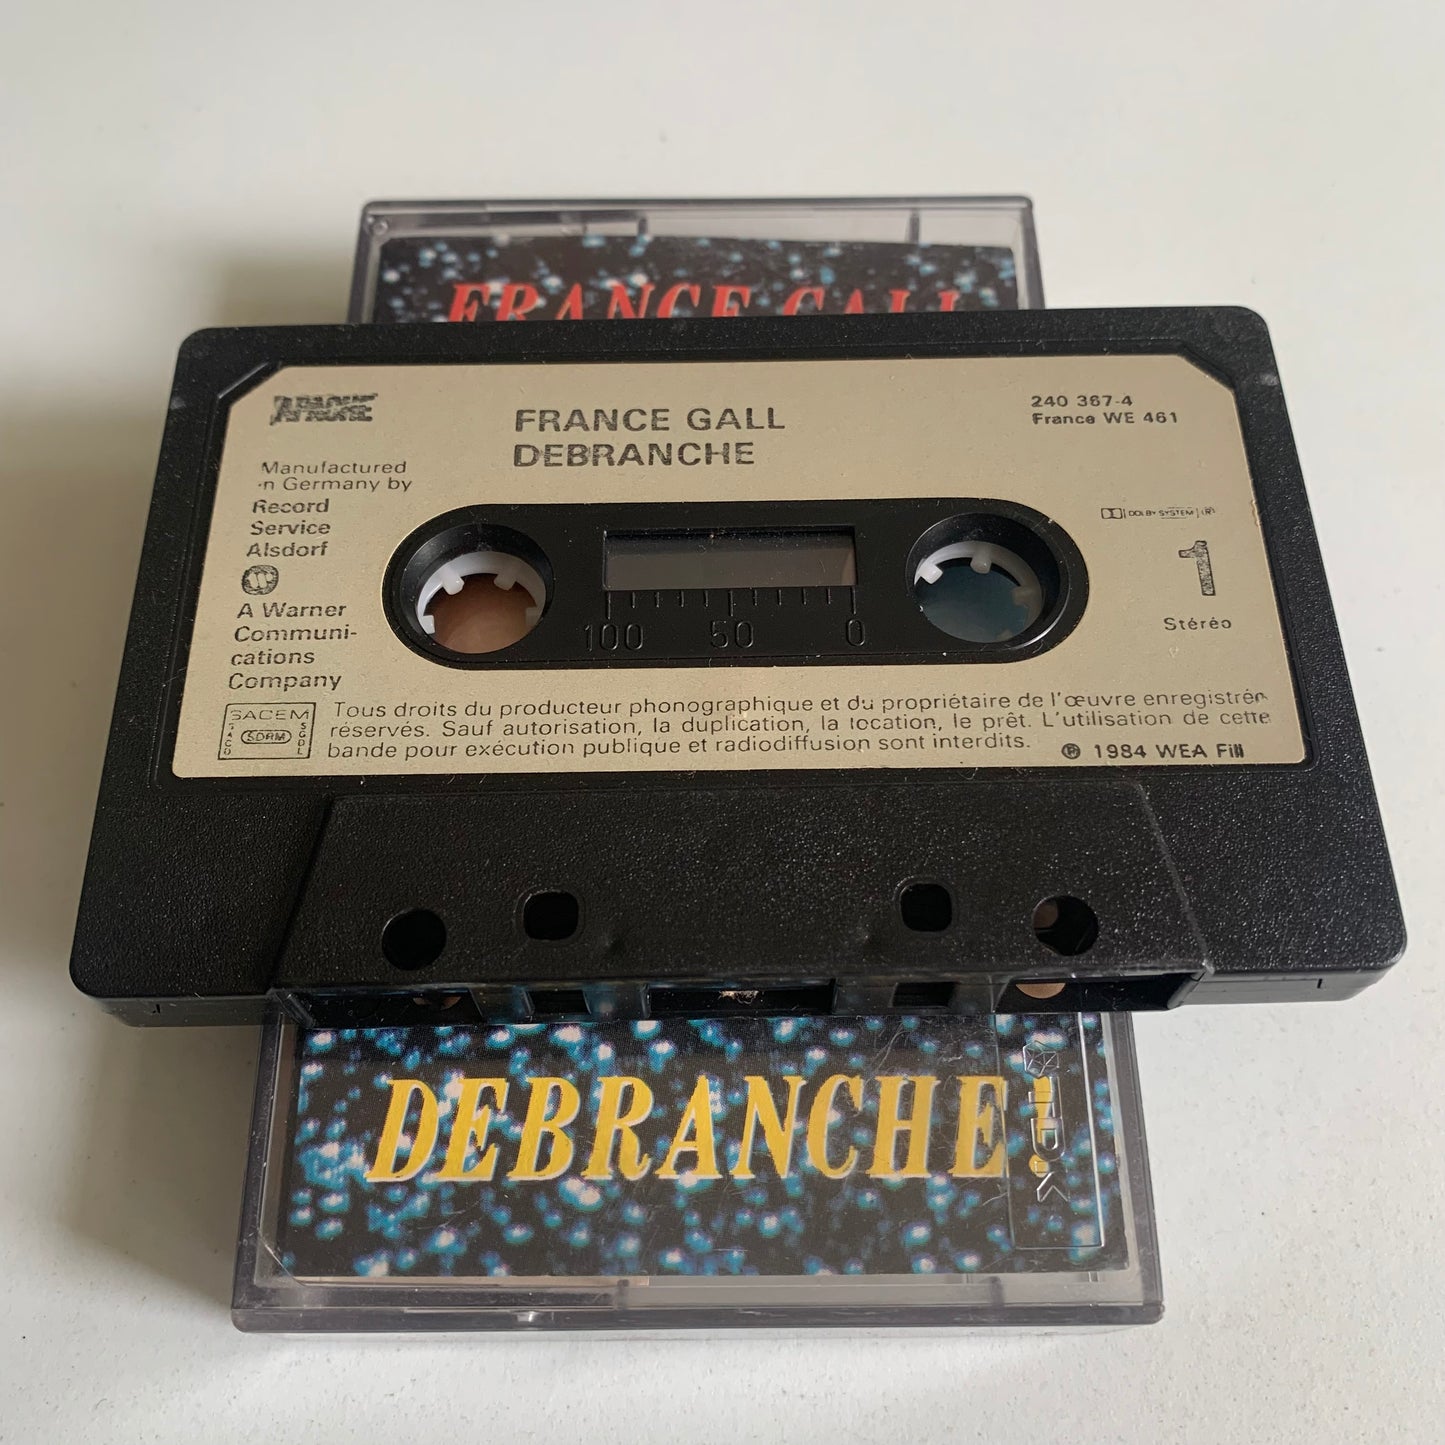 FRANCE GALL
APACHE
FRANCE GALL
DEBRANCHE
240 367-4
France WE 461
Manufactured
in Germany by
Record
Service
Alsdorf
A Warner
Communi-
cations
Company
DOLBY SYSTEM
1
Stéréo
100 50 0
SACEM
SACD
SDRM
SGDL
Tous droits du producteur phonographique et du propriétaire de l'œuvre enregistrée
réservés. Sauf autorisation, la duplication, la location, le prêt. L'utilisation de cette
bande pour exécution publique et radiodiffusion sont interdits.
℗ 1984 WEA Fill
DEBRANCHE
TDK